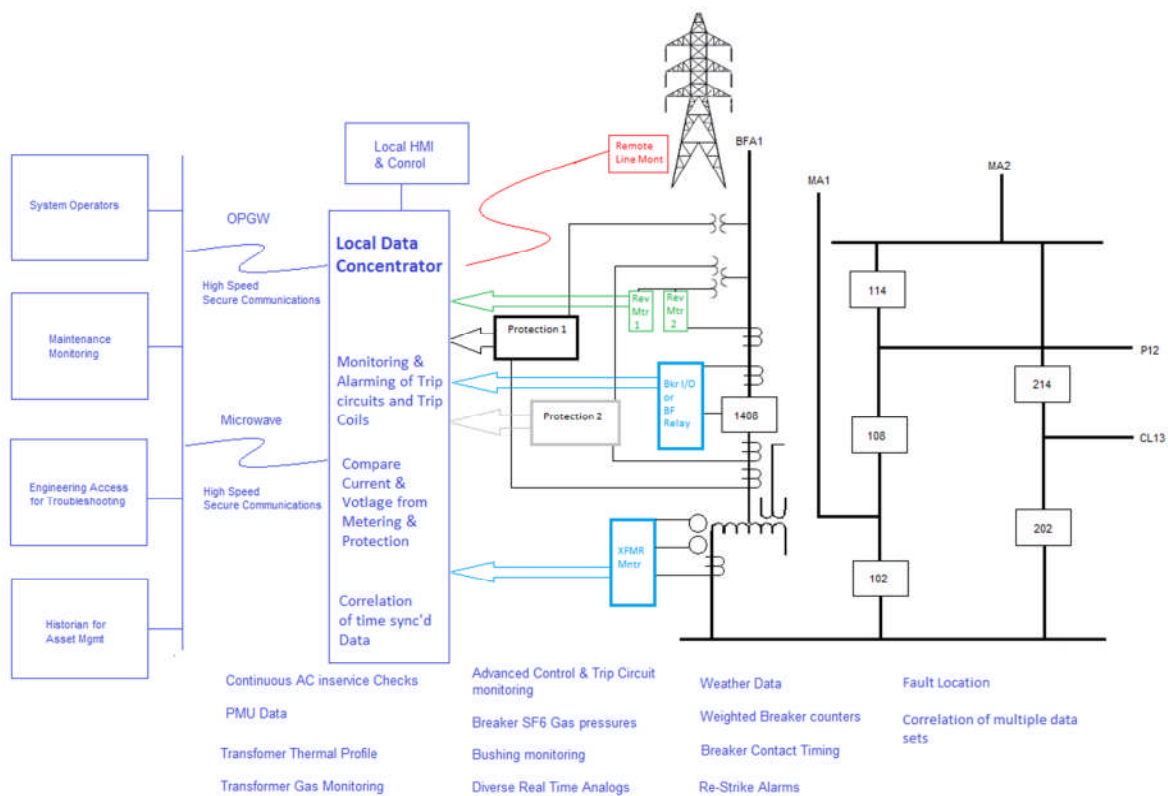 Local HMI
& Conrol
Remote
Line Mont
BFA1
MA1
MA2
System Operators
OPGW
High Speed
Secure Communications
Local Data
Concentrator
114
Rev
Mtr
1
Rev
Mtr
2
Protection 1
Maintenance
Monitoring
P12
Monitoring &
Alarming of Trip
circuits and Trip
Coils
Bkr I/D
or
BF
Relay
1408
214
Protection 2
Microwave
108
CL13
Engineering Access
for Troubleshooting
High Speed
Secure Communications
Compare
Current &
Votlage from
Metering &
Protection
202
XFMR
Mntr
102
Historian for
Asset Mgmt
Correlation
of time sync'd
Data
Continuous AC inservice Checks
PMU Data
Transfomer Thermal Profile
Transformer Gas Monitoring
Advanced Control & Trip Circuit
monitoring
Breaker SF6 Gas pressures
Bushing monitoring
Diverse Real Time Analogs
Weather Data
Weighted Breaker counters
Breaker Contact Timing
Re-Strike Alarms
Fault Location
Correlation of multiple data
sets